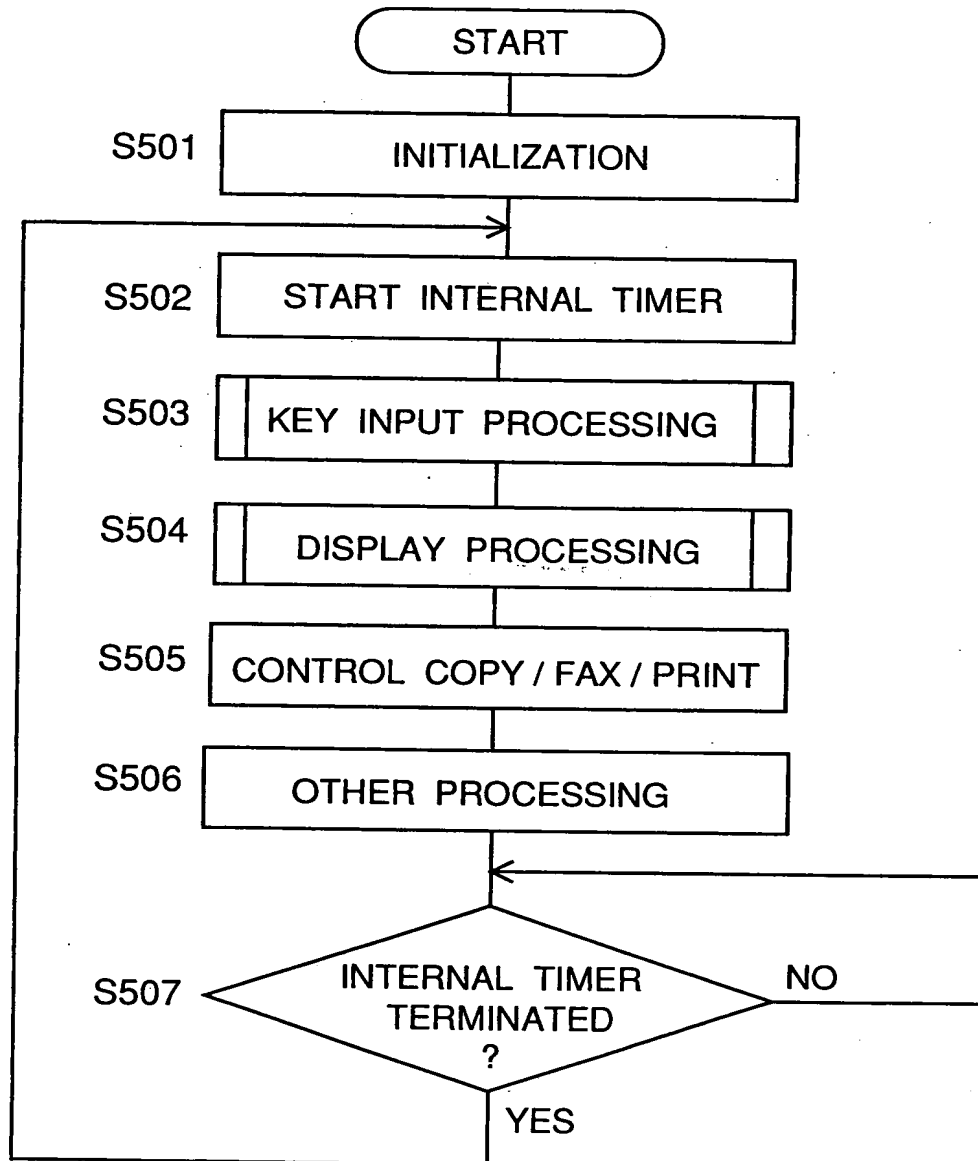 START
S501
INITIALIZATION
S502
START INTERNAL TIMER
S503
KEY INPUT PROCESSING
S504
DISPLAY PROCESSING
S505
CONTROL COPY / FAX / PRINT
S506
OTHER PROCESSING
S507
INTERNAL TIMER
TERMINATED
?
NO
YES